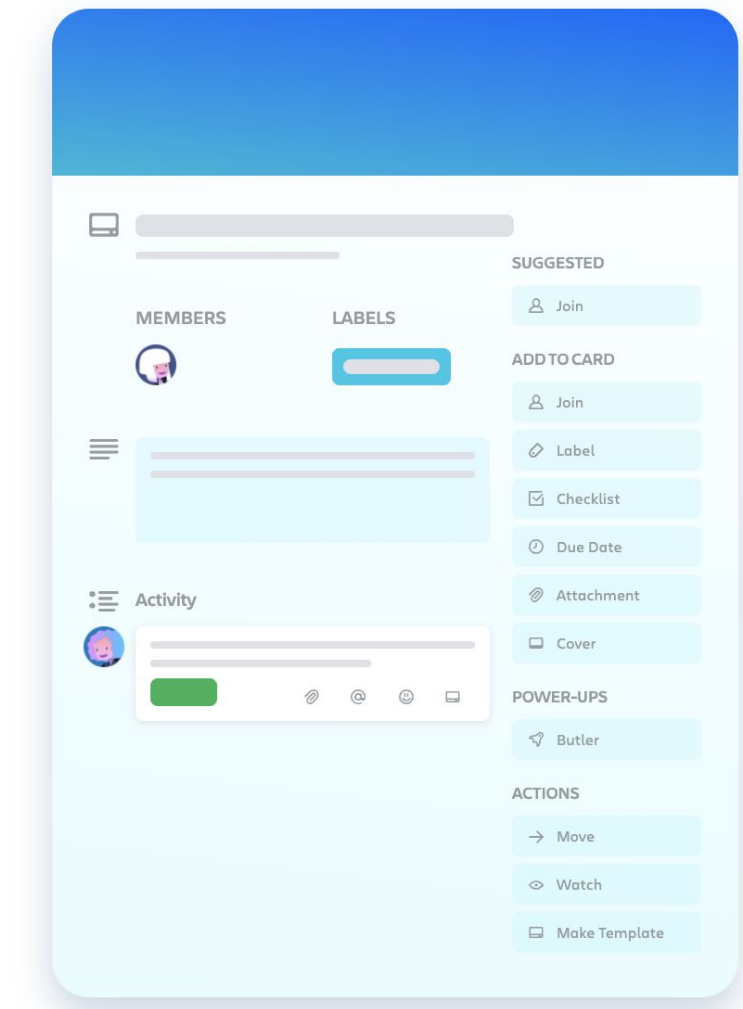 MEMBERS
LABELS
Activity
SUGGESTED
Join
ADD TO CARD
Join
Label
Checklist
Due Date
Attachment
Cover
POWER-UPS
Butler
ACTIONS
Move
Watch
Make Template